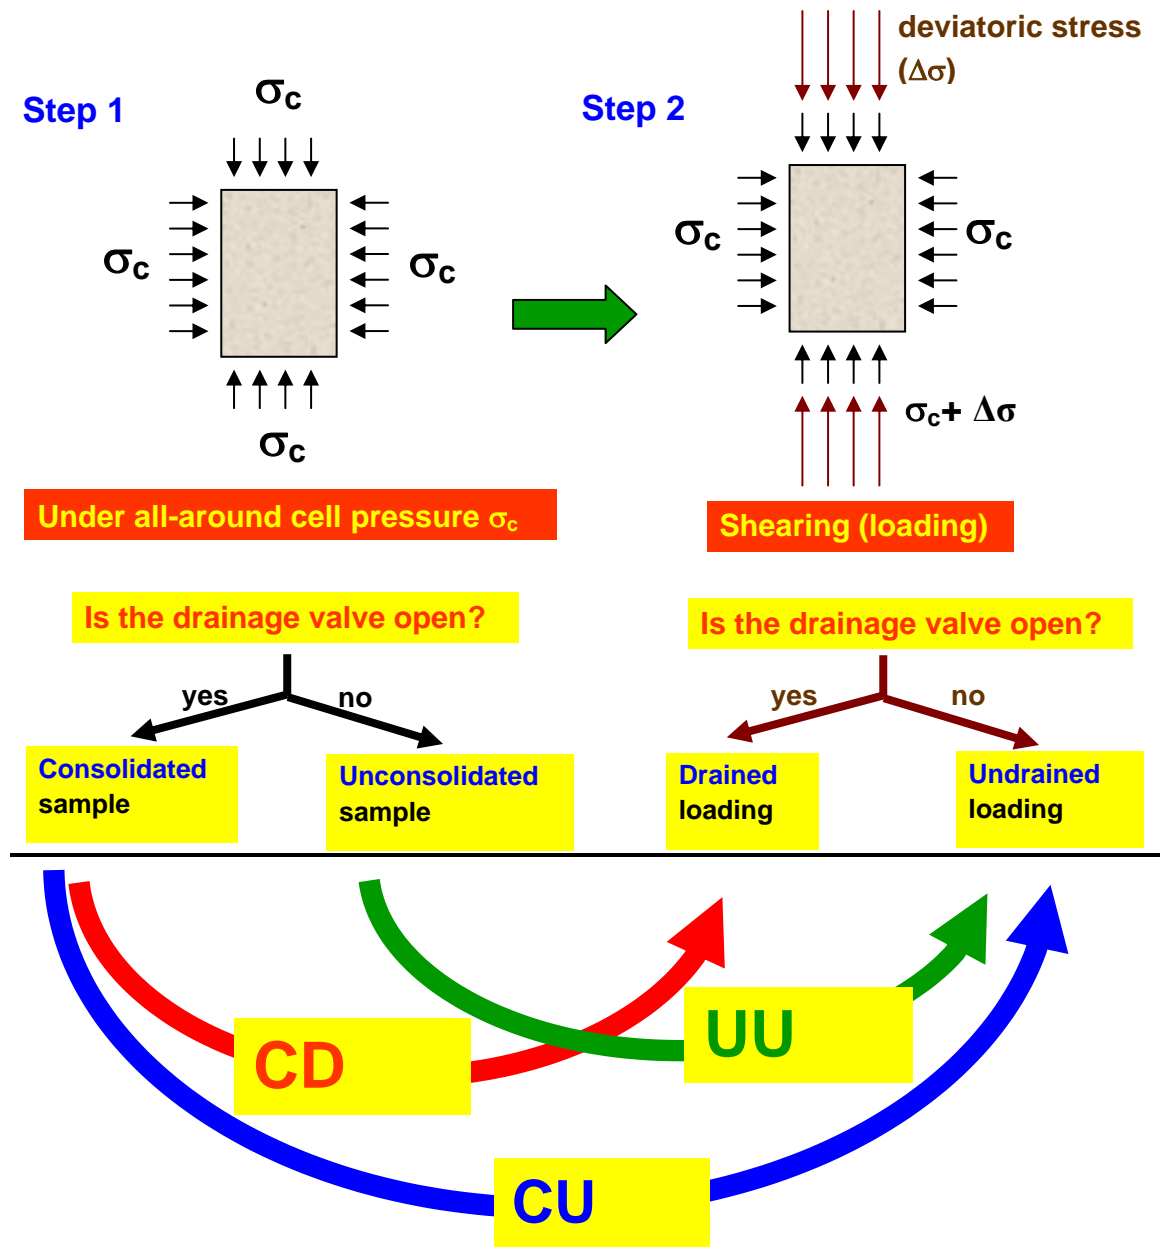 Step 1
σc
σc
σc
σc
Under all-around cell pressure σc
Step 2
deviatoric stress
(Δσ)
σc
σc
σc+ Δσ
Shearing (loading)
Is the drainage valve open?
yes
no
Consolidated
sample
Unconsolidated
sample
Is the drainage valve open?
yes
no
Drained
loading
Undrained
loading
CD
UU
CU